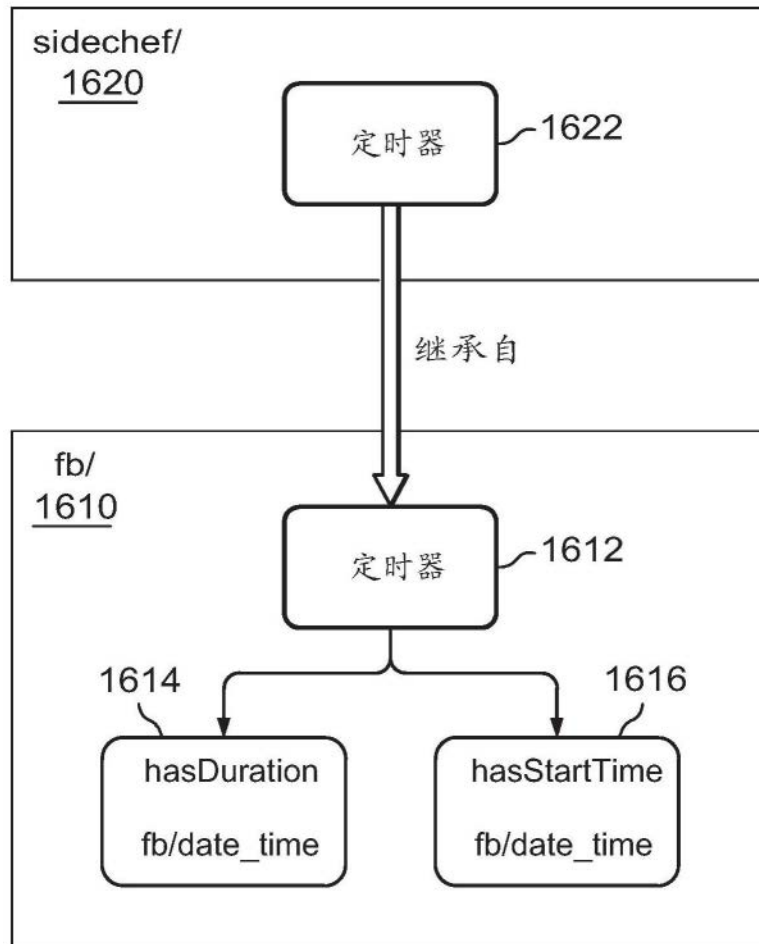 sidechef/
1620
定时器
1622
继承自
fb/
1610
定时器
1612
1614
1616
hasDuration
fb/date_time
hasStartTime
fb/date_time